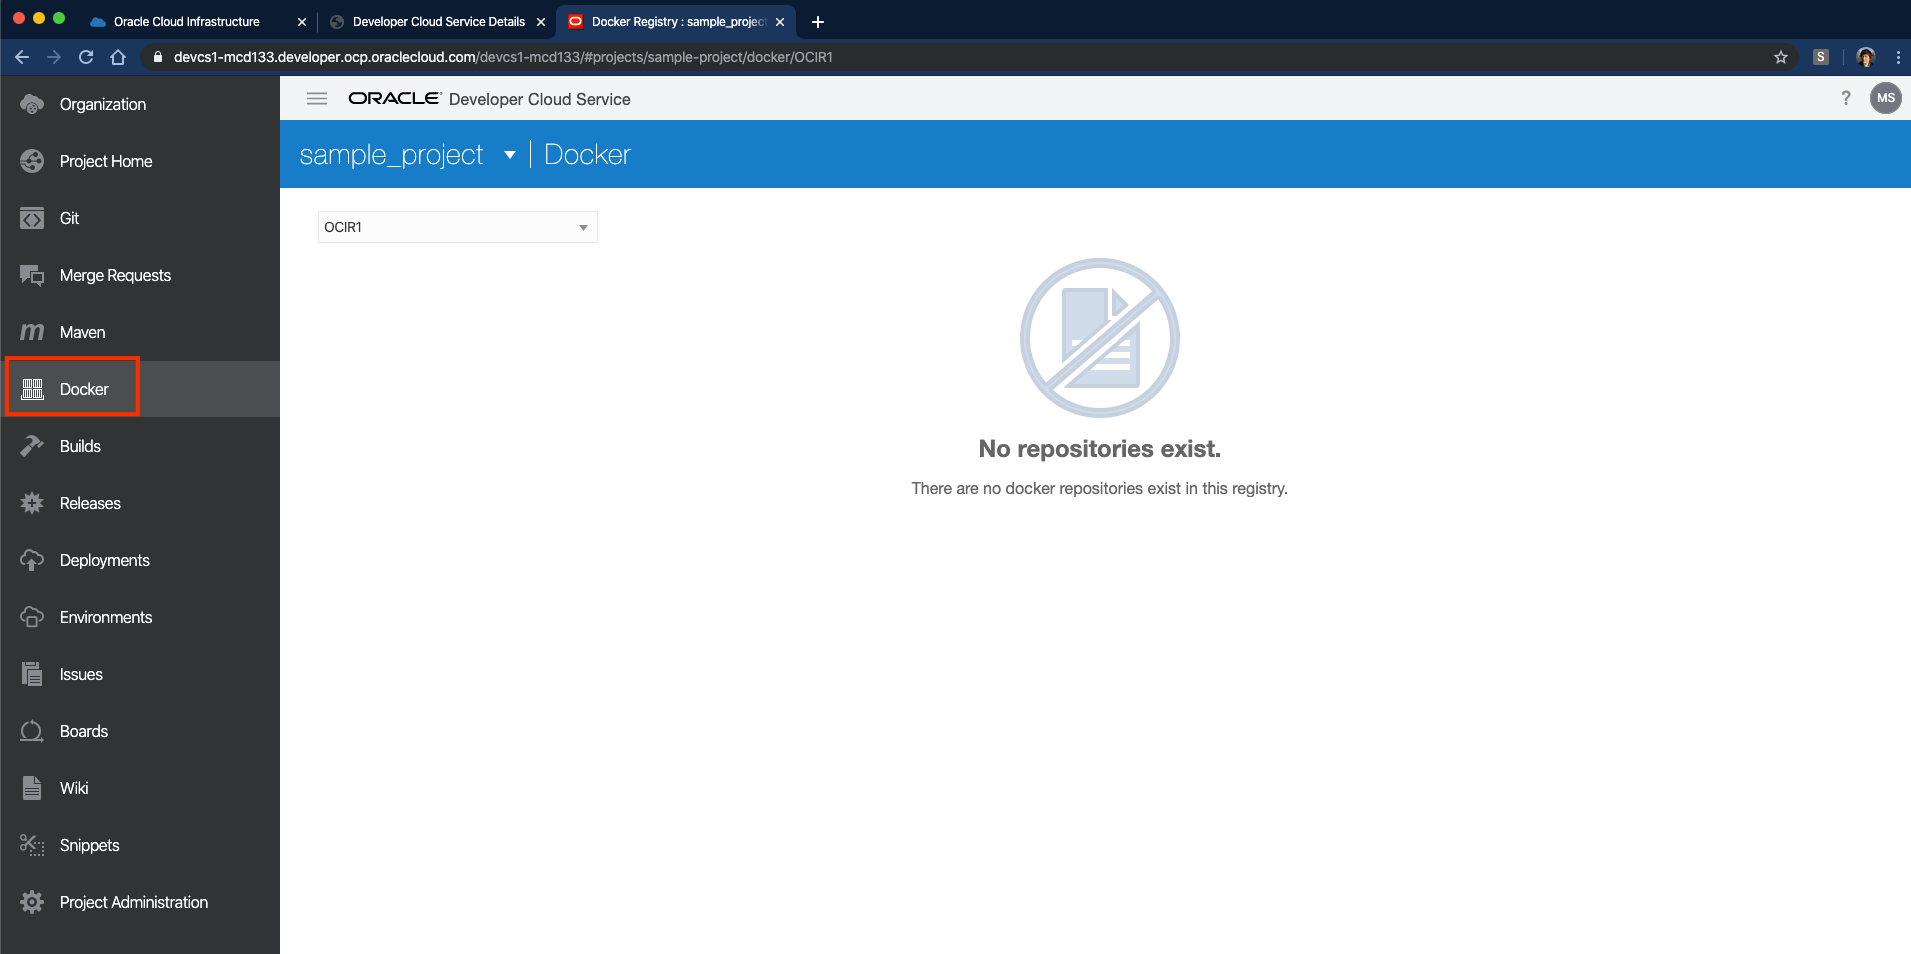 Oracle Cloud Infrastructure
Developer Cloud Service Details
Docker Registry : sample_project
devcs1-mcd133.developer.ocp.oraclecloud.com/devcs1-mcd133/#projects/sample-project/docker/OCIR1
S
Organization
Project Home
Git
Merge Requests
Maven
Docker
Builds
Releases
Deployments
Environments
Issues
Boards
Wiki
Snippets
Project Administration
ORACLE Developer Cloud Service
?
MS
sample_project | Docker
OCIR1
No repositories exist.
There are no docker repositories exist in this registry.